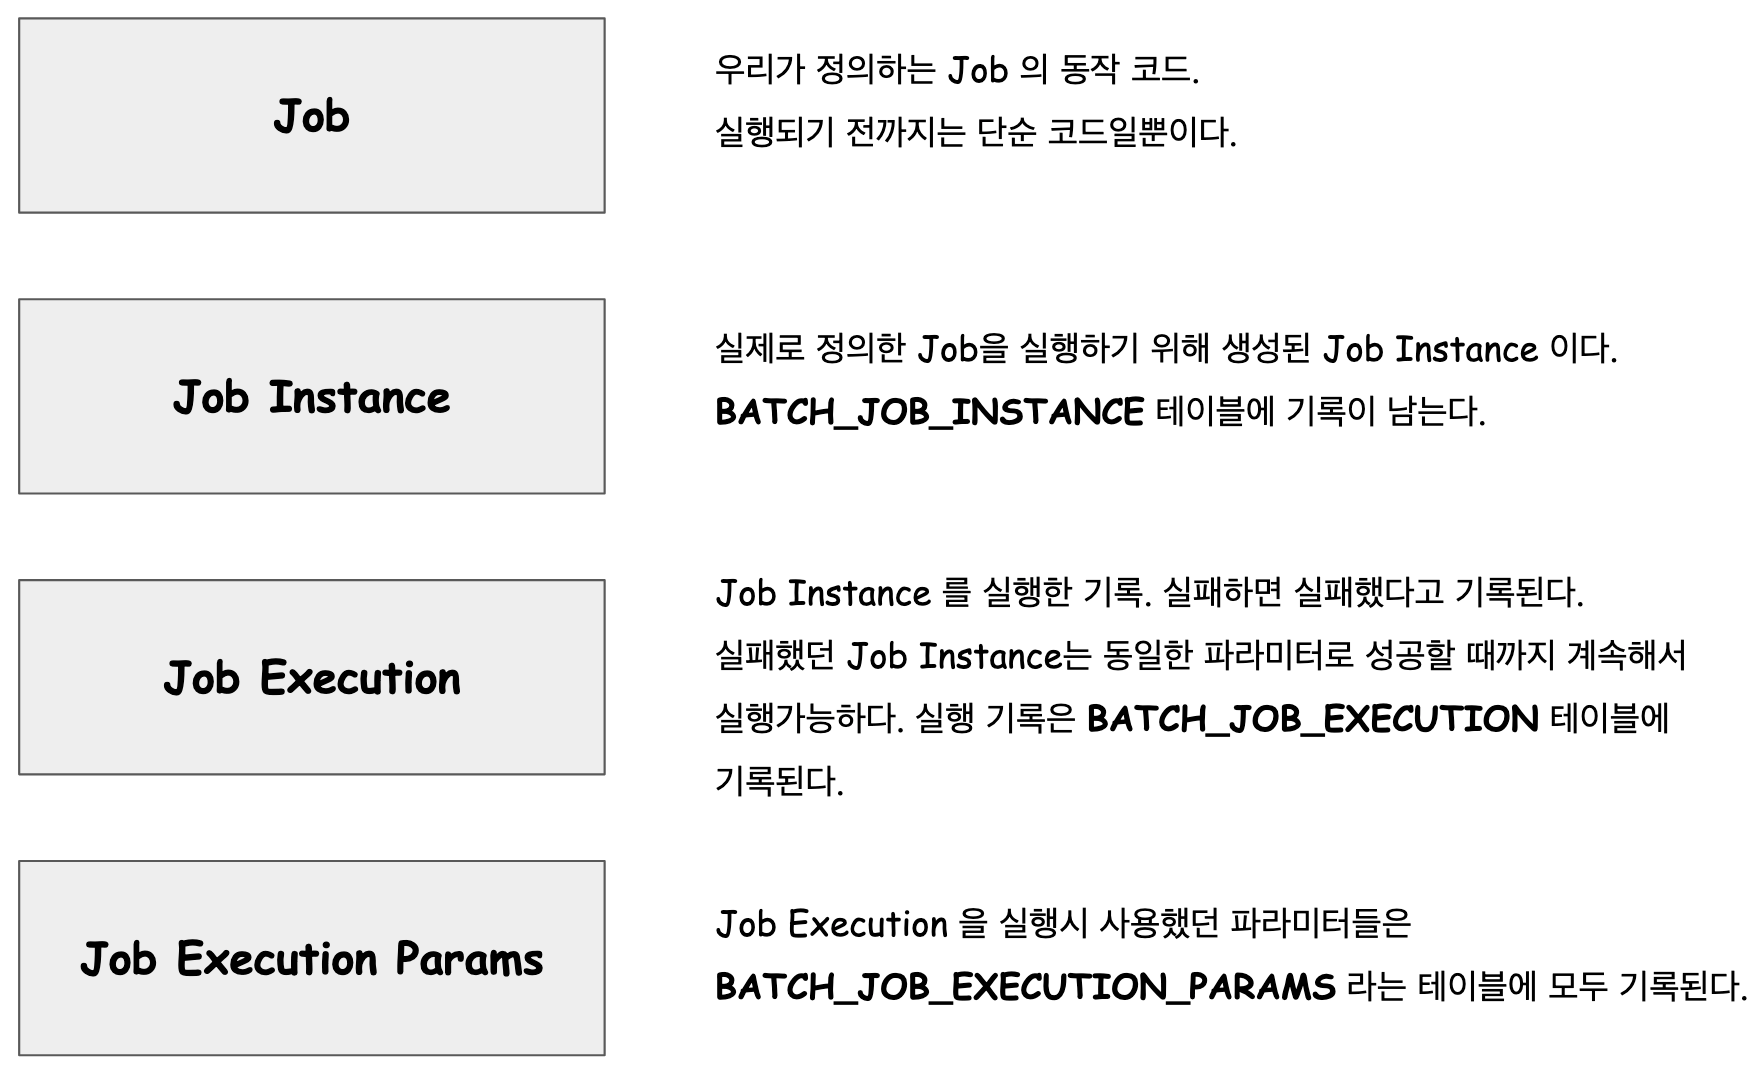 Job
우리가 정의하는 Job 의 동작 코드.
실행되기 전까지는 단순 코드일뿐이다.
Job Instance
실제로 정의한 Job을 실행하기 위해 생성된 Job Instance 이다.
BATCH_JOB_INSTANCE 테이블에 기록이 남는다.
Job Execution
Job Instance 를 실행한 기록. 실패하면 실패했다고 기록된다.
실패했던 Job Instance는 동일한 파라미터로 성공할 때까지 계속해서
실행가능하다. 실행 기록은 BATCH_JOB_EXECUTION 테이블에
기록된다.
Job Execution Params
Job Execution 을 실행시 사용했던 파라미터들은
BATCH_JOB_EXECUTION_PARAMS 라는 테이블에 모두 기록된다.